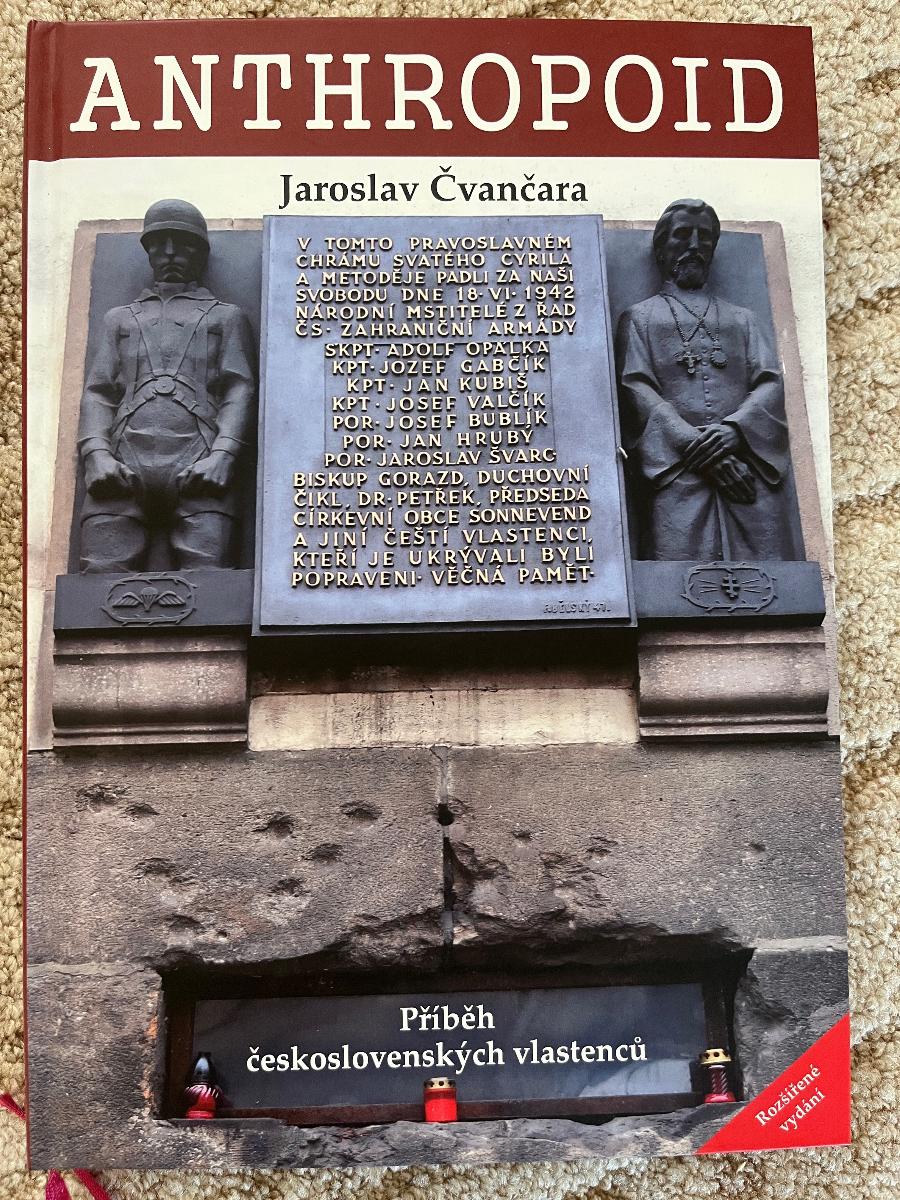 ANTHROPOID
Jaroslav Čvančara
V TOMTO PRAVOSLAVNÉM
CHRÁMU SVATÉHO CYRILA
A METODĚJE PADLI ZA NAŠI
SVOBODU DNE 18·VI·1942
NÁRODNÍ MSTITELÉ Z ŘAD
ČS· ZAHRANIČNÍ ARMÁDY
ŠKPT· ADOLF OPÁLKA
KPT· JOZEF GABČÍK
KPT· JAN KUBIŠ
KPT· JOSEF VALČÍK
POR· JOSEF BUBLÍK
POR· JAN HRUBÝ
POR· JAROSLAV ŠVARC·
BISKUP GORAZD, DUCHOVNÍ
ČIKL, DR· PETŘEK, PŘEDSEDA
CÍRKEVNÍ OBCE SONNEVEND
A JINÍ ČEŠTÍ VLASTENCI,
KTEŘÍ JE UKRÝVALI BYLI
POPRAVENI· VĚČNÁ PAMĚŤ·
Příběh
československých vlastenců
Rozšířené
vydání